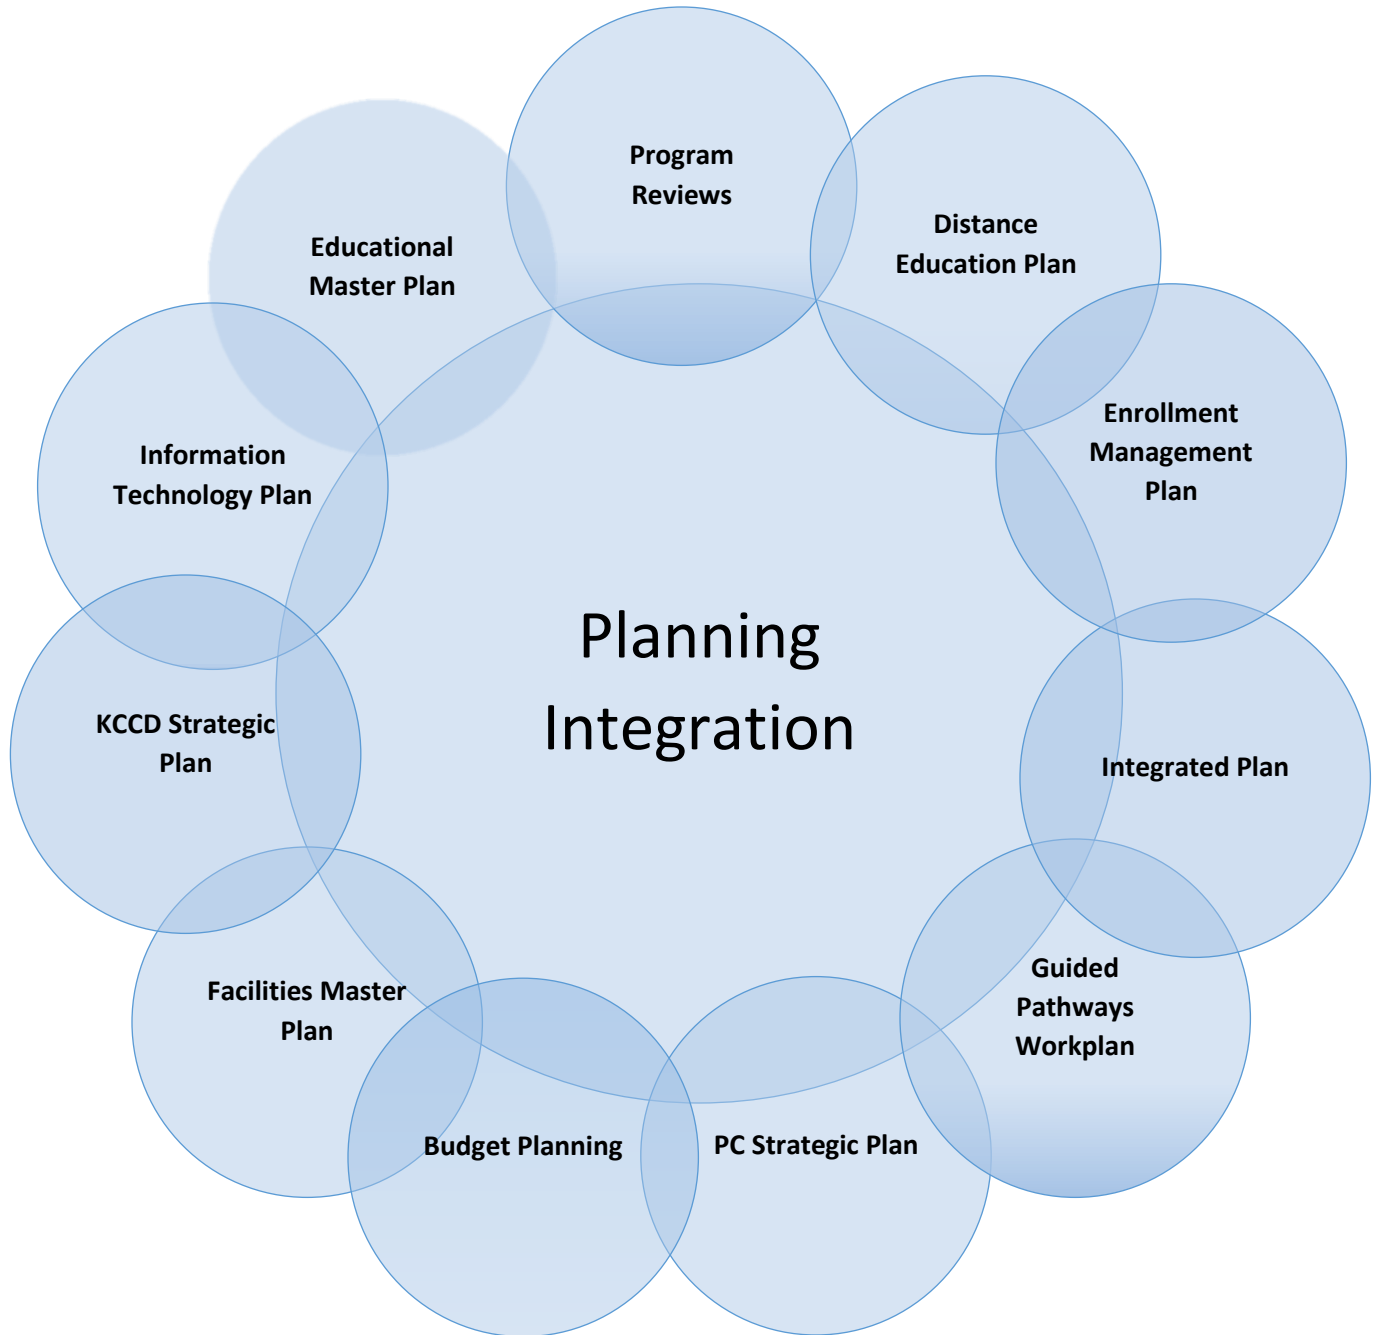 Program
Reviews
Distance
Education Plan
Educational
Master Plan
Enrollment
Management
Plan
Information
Technology Plan
Planning
Integration
KCCD Strategic
Plan
Integrated Plan
Guided
Pathways
Workplan
Facilities Master
Plan
Budget Planning
PC Strategic Plan